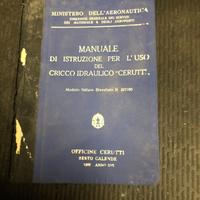 MINISTERO DELL'AERONAUTICA
DIREZIONE GENERALE DEI SERVIZI
DEL MATERIALE E DEGLI AEROPORTI
MANUALE
DI ISTRUZIONE PER L'USO
DEL
CRICCO IDRAULICO "CERUTTI"
OFFICINE CERUTTI
SESTO CALENDE